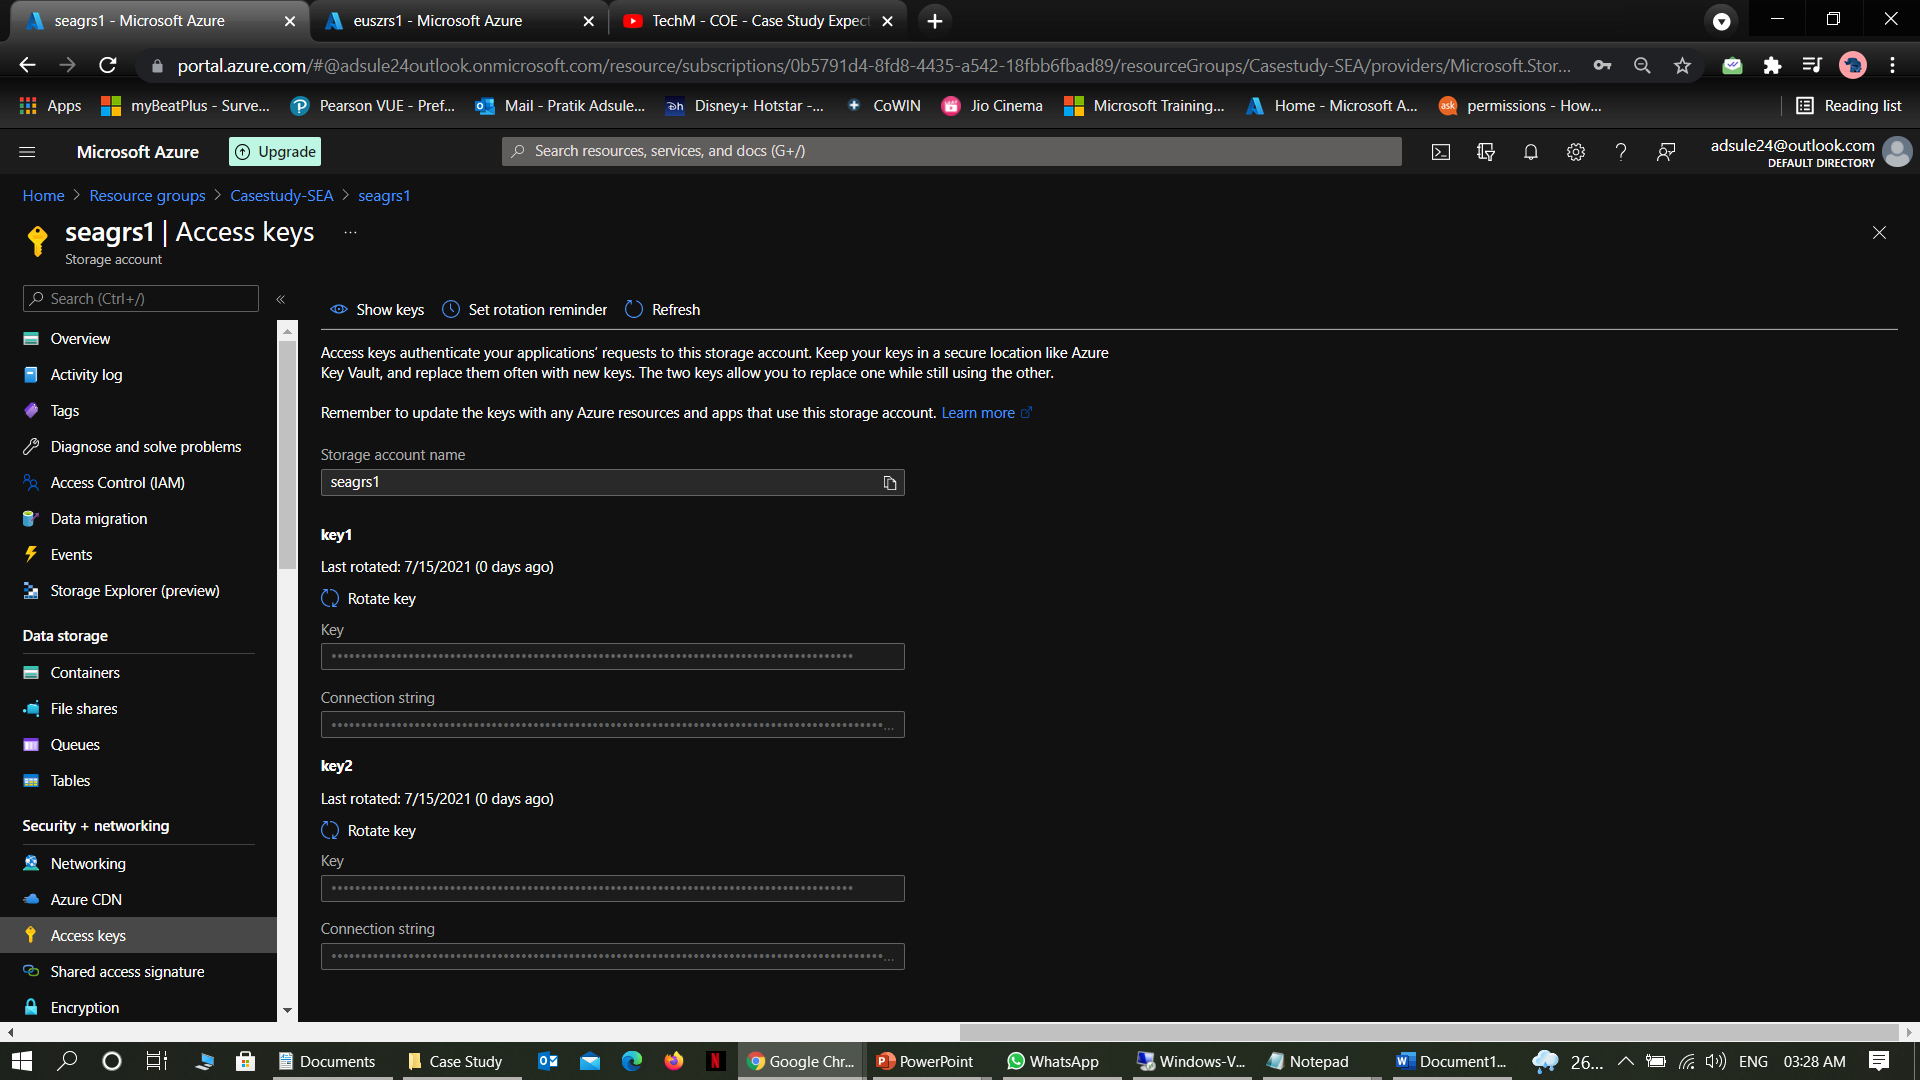 seagrs1 - Microsoft Azure
euszrs1 - Microsoft Azure
TechM - COE - Case Study Expect
portal.azure.com/#@adsule24outlook.onmicrosoft.com/resource/subscriptions/0b5791d4-8fd8-4435-a542-18fbb6fbad89/resourceGroups/Casestudy-SEA/providers/Microsoft.Stor...
Apps
myBeatPlus - Surve...
Pearson VUE - Pref...
Mail - Pratik Adsule...
Disney+ Hotstar -...
CoWIN
Jio Cinema
Microsoft Training...
Home - Microsoft A...
permissions - How...
Reading list
Microsoft Azure
Upgrade
Search resources, services, and docs (G+/)
adsule24@outlook.com
DEFAULT DIRECTORY
Home > Resource groups > Casestudy-SEA > seagrs1
seagrs1 | Access keys ...
Storage account
Search (Ctrl+/)
«
Overview
Activity log
Tags
Diagnose and solve problems
Access Control (IAM)
Data migration
Events
Storage Explorer (preview)
Data storage
Containers
File shares
Queues
Tables
Security + networking
Networking
Azure CDN
Access keys
Shared access signature
Encryption
Show keys
Set rotation reminder
Refresh
Access keys authenticate your applications' requests to this storage account. Keep your keys in a secure location like Azure
Key Vault, and replace them often with new keys. The two keys allow you to replace one while still using the other.
Remember to update the keys with any Azure resources and apps that use this storage account. Learn more
Storage account name
seagrs1
key1
Last rotated: 7/15/2021 (0 days ago)
Rotate key
Key
Connection string
key2
Last rotated: 7/15/2021 (0 days ago)
Rotate key
Key
Connection string
Documents
Case Study
Google Chr...
PowerPoint
WhatsApp
Windows-V...
Notepad
Document1...
26...
ENG
03:28 AM